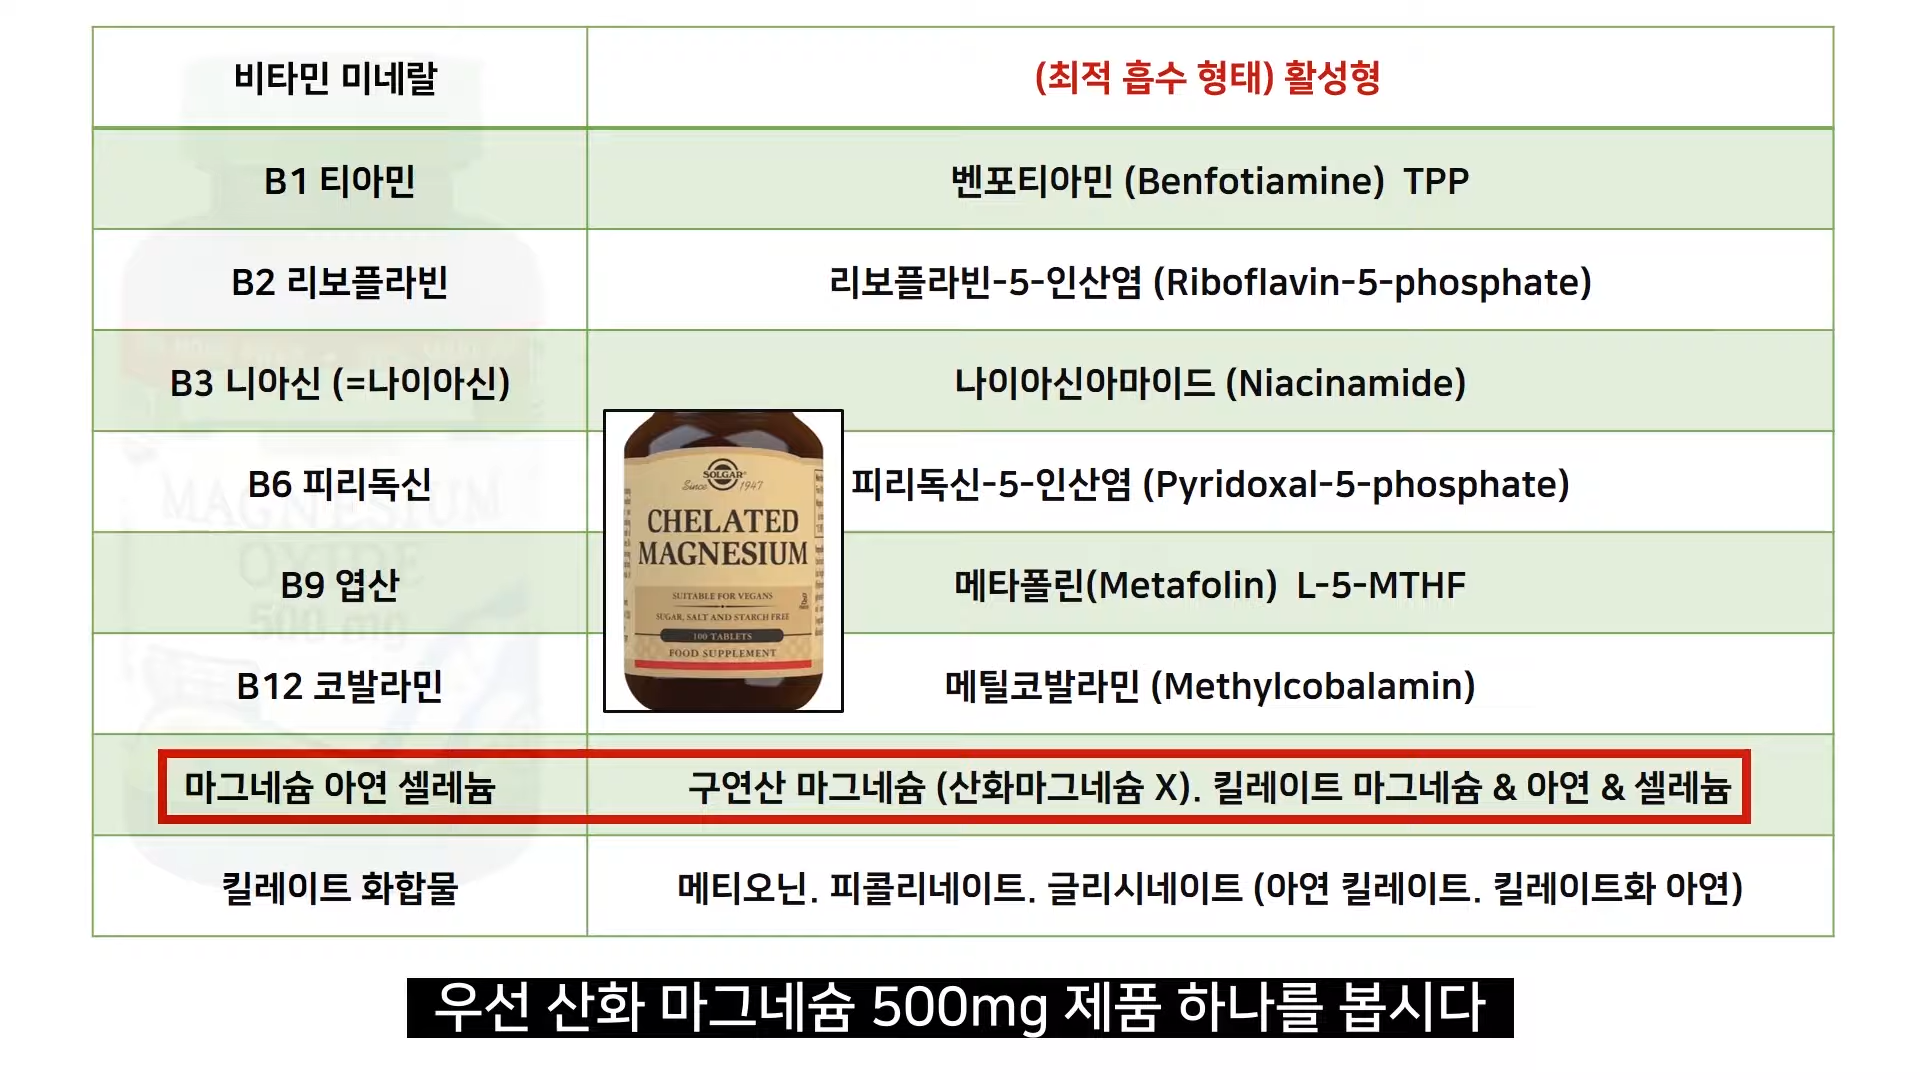 비타민 미네랄
(최적 흡수 형태) 활성형
B1 티아민
벤포티아민 (Benfotiamine) TPP
B2 리보플라빈
리보플라빈-5-인산염 (Riboflavin-5-phosphate)
B3 니아신 (=나이아신)
나이아신아마이드 (Niacinamide)
B6 피리독신
피리독신-5-인산염 (Pyridoxal-5-phosphate)
B9 엽산
메타폴린(Metafolin) L-5-MTHF
B12 코발라민
메틸코발라민 (Methylcobalamin)
마그네슘 아연 셀레늄
구연산 마그네슘 (산화마그네슘 X). 킬레이트 마그네슘 & 아연 & 셀레늄
킬레이트 화합물
메티오닌. 피콜리네이트. 글리시네이트 (아연 킬레이트. 킬레이트화 아연)
SOLGAR
Since 1947
CHELATED
MAGNESIUM
SUITABLE FOR VEGANS
SUGAR, SALT AND STARCH FREE
100 TABLETS
FOOD SUPPLEMENT
MAGNESIUM
OXIDE
500 mg
우선 산화 마그네슘 500mg 제품 하나를 봅시다